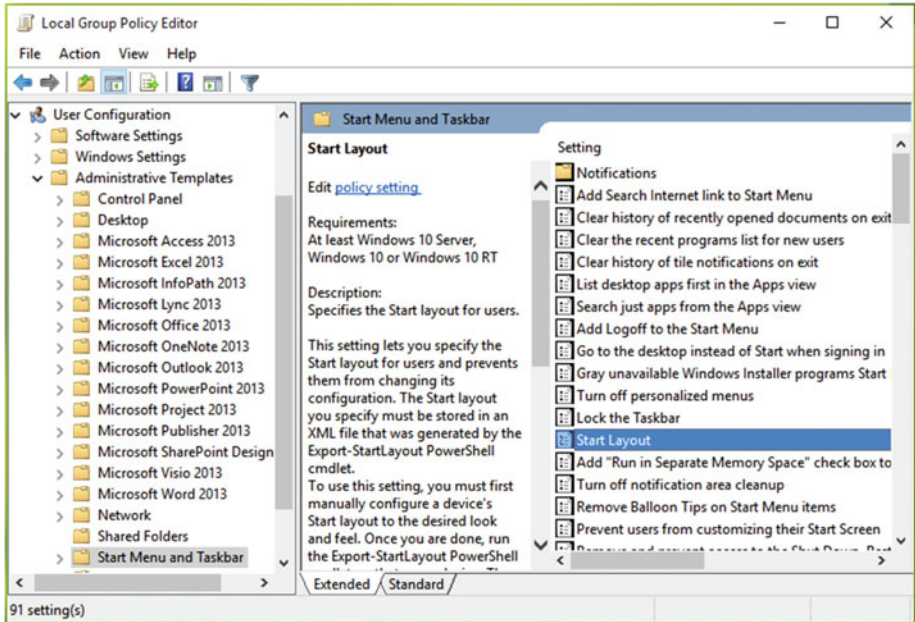 Local Group Policy Editor
File Action View Help
User Configuration
Software Settings
Windows Settings
Administrative Templates
Control Panel
Desktop
Microsoft Access 2013
Microsoft Excel 2013
Microsoft InfoPath 2013
Microsoft Lync 2013
Microsoft Office 2013
Microsoft OneNote 2013
Microsoft Outlook 2013
Microsoft PowerPoint 2013
Microsoft Project 2013
Microsoft Publisher 2013
Microsoft SharePoint Design
Microsoft Visio 2013
Microsoft Word 2013
Network
Shared Folders
Start Menu and Taskbar
Start Menu and Taskbar
Start Layout
Edit policy setting
Requirements:
At least Windows 10 Server,
Windows 10 or Windows 10 RT
Description:
Specifies the Start layout for users.
This setting lets you specify the
Start layout for users and prevents
them from changing its
configuration. The Start layout
you specify must be stored in an
XML file that was generated by the
Export-StartLayout PowerShell
cmdlet.
To use this setting, you must first
manually configure a device's
Start layout to the desired look
and feel. Once you are done, run
the Export-StartLayout PowerShell
Setting
Notifications
Add Search Internet link to Start Menu
Clear history of recently opened documents on exit
Clear the recent programs list for new users
Clear history of tile notifications on exit
List desktop apps first in the Apps view
Search just apps from the Apps view
Add Logoff to the Start Menu
Go to the desktop instead of Start when signing in
Gray unavailable Windows Installer programs Start
Turn off personalized menus
Lock the Taskbar
Start Layout
Add "Run in Separate Memory Space" check box to
Turn off notification area cleanup
Remove Balloon Tips on Start Menu items
Prevent users from customizing their Start Screen
Extended Standard
91 setting(s)